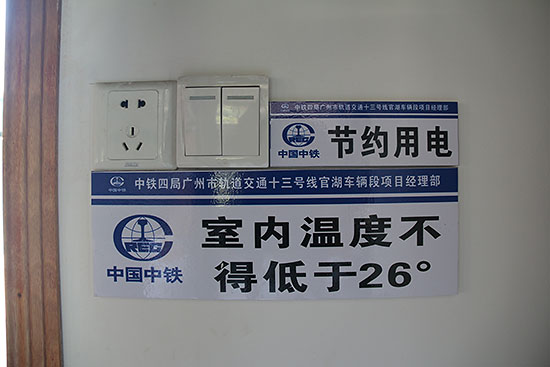 中铁四局广州市轨道交通十三号线官湖车辆段项目经理部
CREC
中国中铁
节约用电
中铁四局广州市轨道交通十三号线官湖车辆段项目经理部
CREC
中国中铁
室内温度不
得低于26°